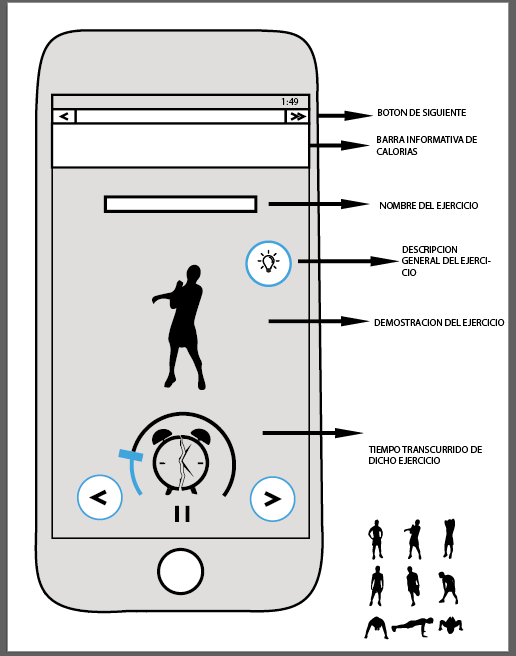 1:49
BOTON DE SIGUIENTE
BARRA INFORMATIVA DE
CALORIAS
NOMBRE DEL EJERCICIO
DESCRIPCION
GENERAL DEL EJERCI-
CIO
DEMOSTRACION DEL EJERCICIO
TIEMPO TRANSCURRIDO DE
DICHO EJERCICIO